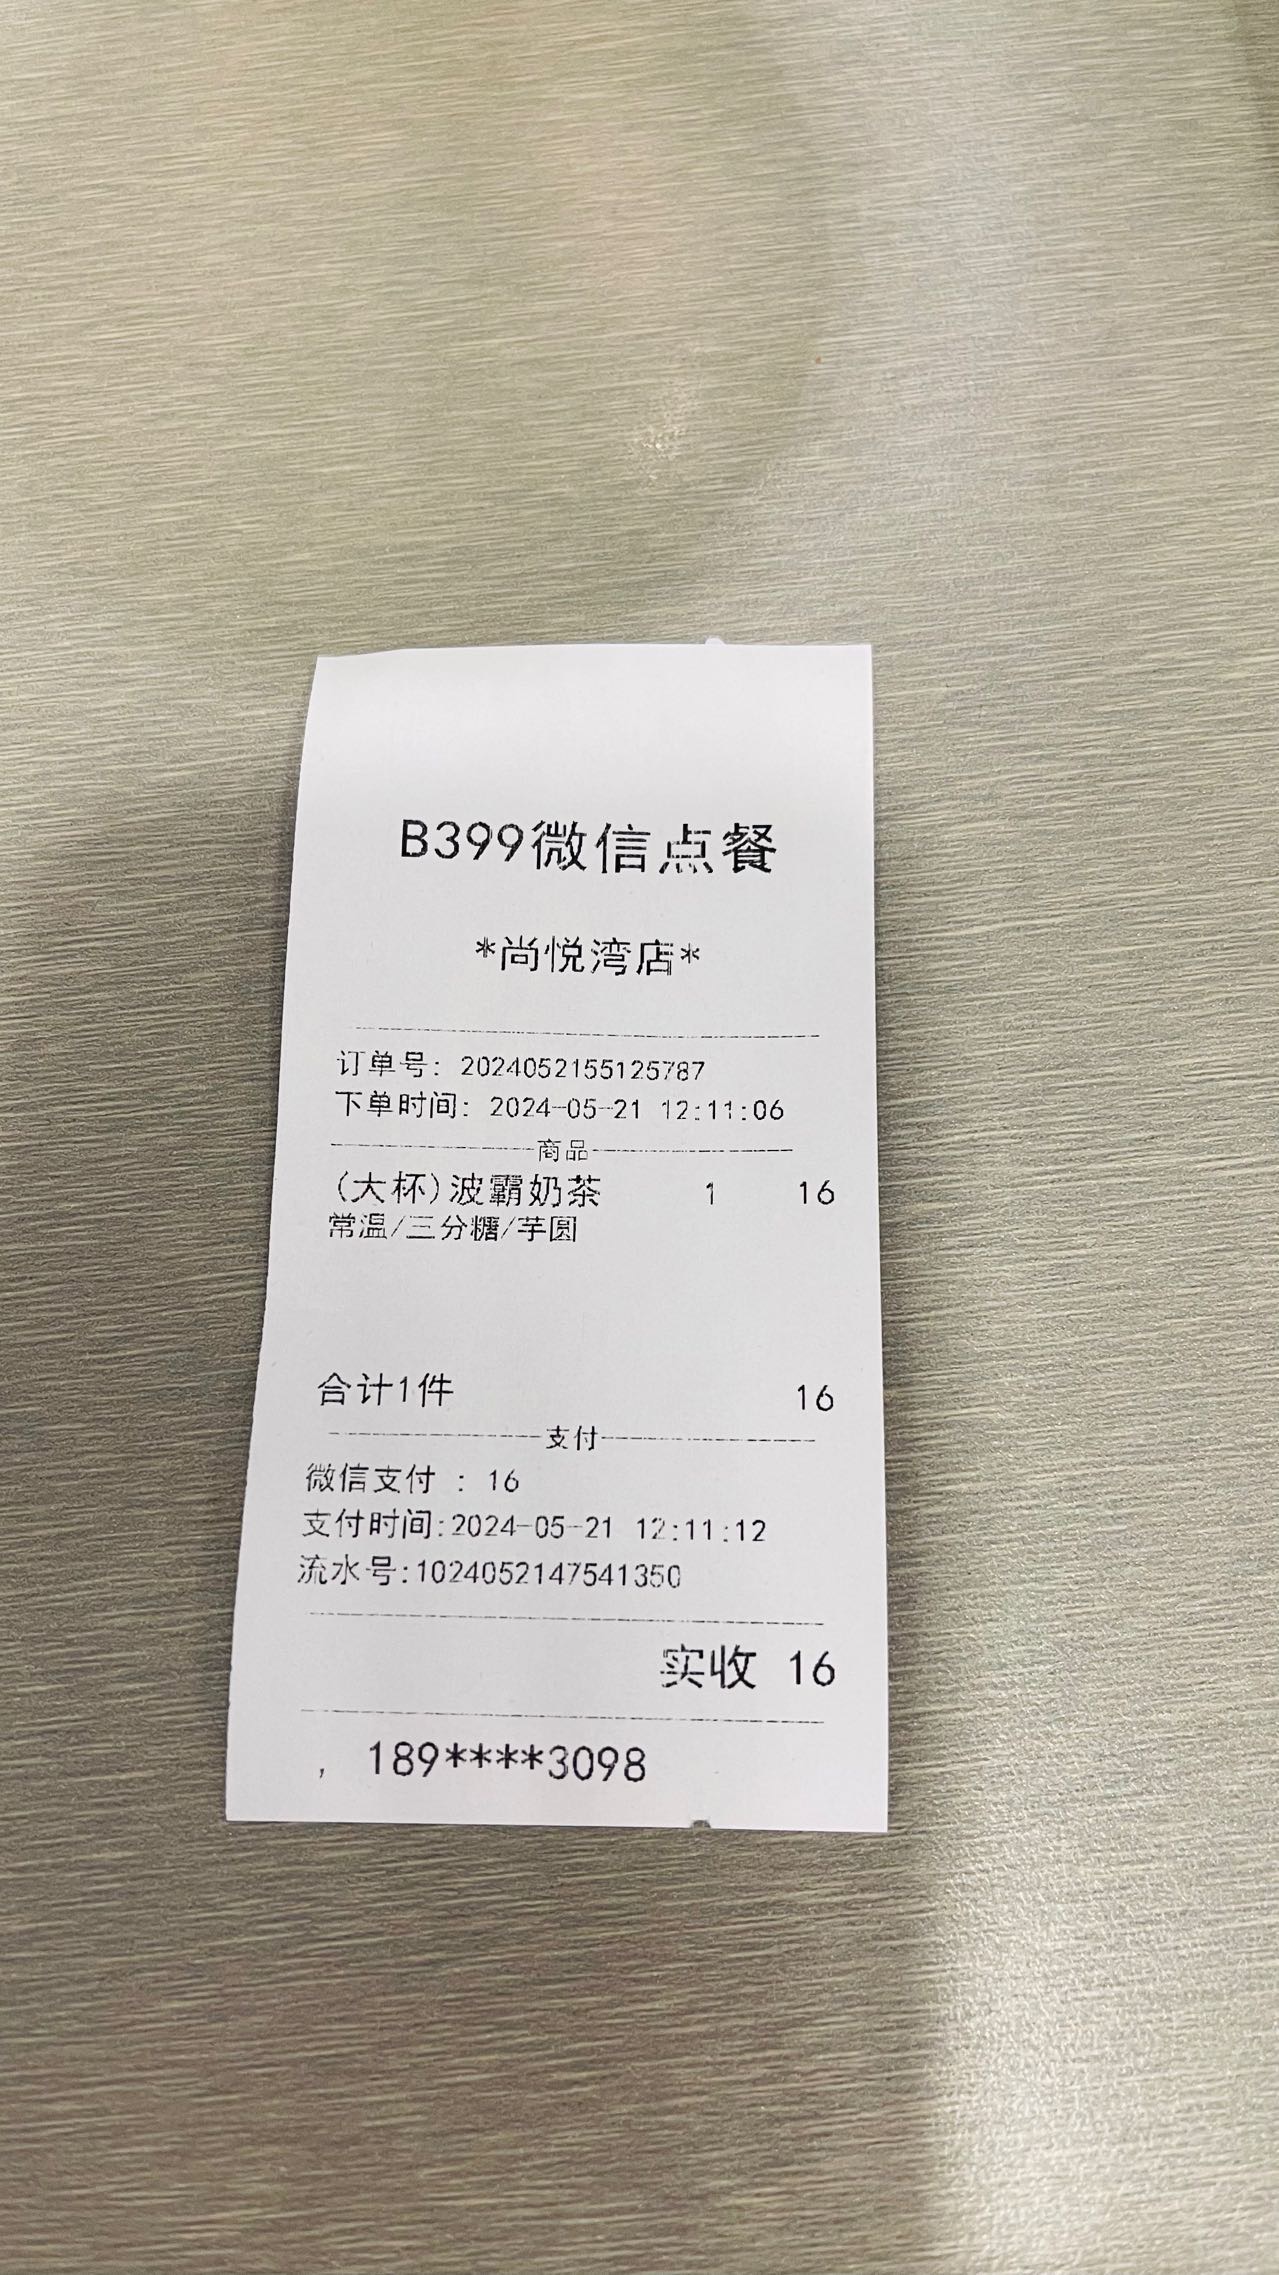 B399微信点餐
*尚悦湾店*
订单号: 2024052155125787
下单时间: 2024-05-21 12:11:06
商品
(大杯)波霸奶茶 1 16
常温/三分糖/芋圆
合计1件 16
支付
微信支付 : 16
支付时间:2024-05-21 12:11:12
流水号:1024052147541350
实收 16
, 189****3098